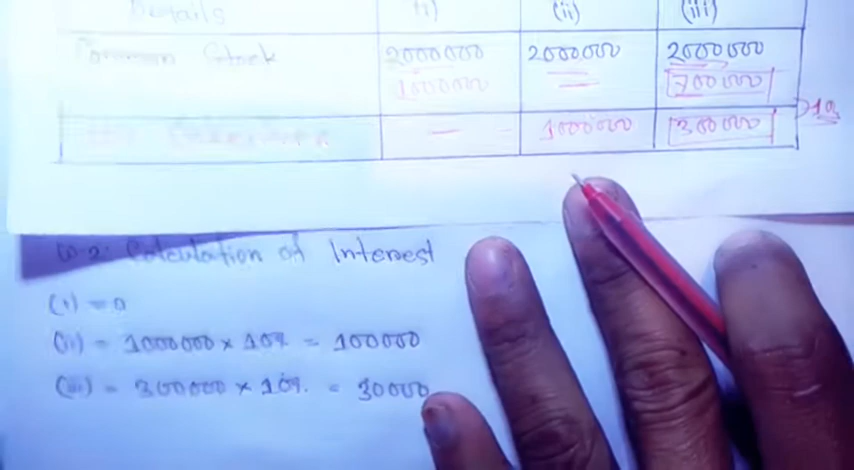 Details (i) (ii) (iii)
Common Stock 2000000 2000000 2000000
1000000 — 700000
— 1000000 300000
W-2: Calculation of Interest
(i) = 0
(ii) = 1000000 × 10% = 100000
(iii) = 300000 × 10% = 30000